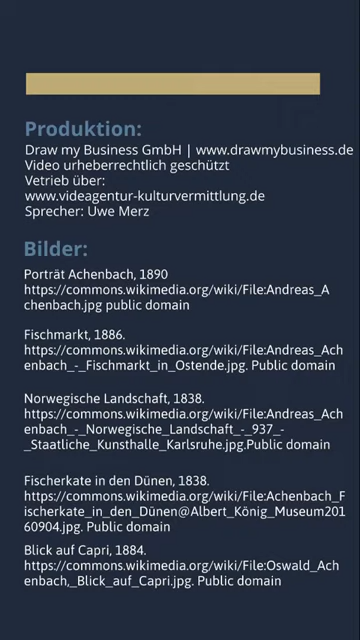 Produktion:
Draw my Business GmbH | www.drawmybusiness.de
Video urheberrechtlich geschützt
Vetrieb über:
www.videagentur-kulturvermittlung.de
Sprecher: Uwe Merz
Bilder:
Porträt Achenbach, 1890
https://commons.wikimedia.org/wiki/File:Andreas_A
chenbach.jpg public domain
Fischmarkt, 1886.
https://commons.wikimedia.org/wiki/File:Andreas_Ach
enbach_-_Fischmarkt_in_Ostende.jpg. Public domain
Norwegische Landschaft, 1838.
https://commons.wikimedia.org/wiki/File:Andreas_Ach
enbach_-_Norwegische_Landschaft_-_937_-
_Staatliche_Kunsthalle_Karlsruhe.jpg.Public domain
Fischerkate in den Dünen, 1838.
https://commons.wikimedia.org/wiki/File:Achenbach_F
ischerkate_in_den_Dünen@Albert_König_Museum201
60904.jpg. Public domain
Blick auf Capri, 1884.
https://commons.wikimedia.org/wiki/File:Oswald_Ach
enbach,_Blick_auf_Capri.jpg. Public domain